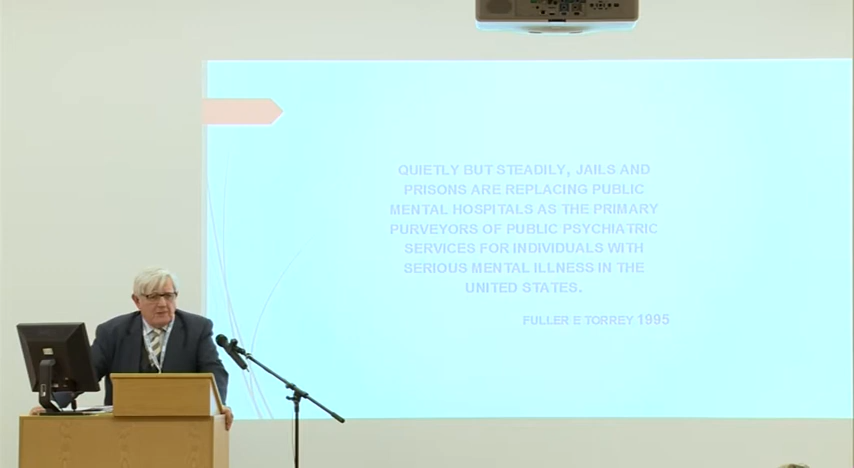 QUIETLY BUT STEADILY, JAILS AND
PRISONS ARE REPLACING PUBLIC
MENTAL HOSPITALS AS THE PRIMARY
PURVEYORS OF PUBLIC PSYCHIATRIC
SERVICES FOR INDIVIDUALS WITH
SERIOUS MENTAL ILLNESS IN THE
UNITED STATES.
FULLER E TORREY 1995